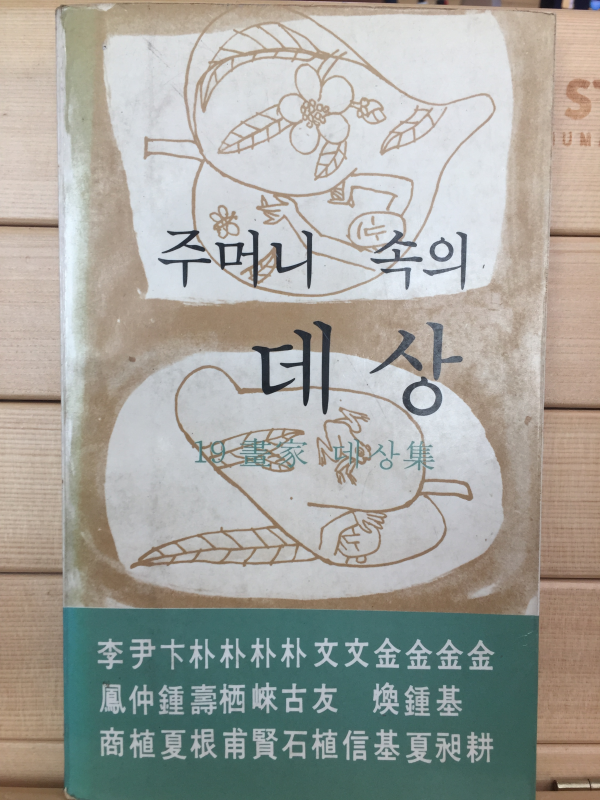 주머니 속의
데상
19 畫家 데상集
金耕
金基昶
金鍾夏
金煥基
文信
文友植
朴古石
朴崍賢
朴栖甫
朴壽根
卞鍾夏
尹仲植
李鳳商